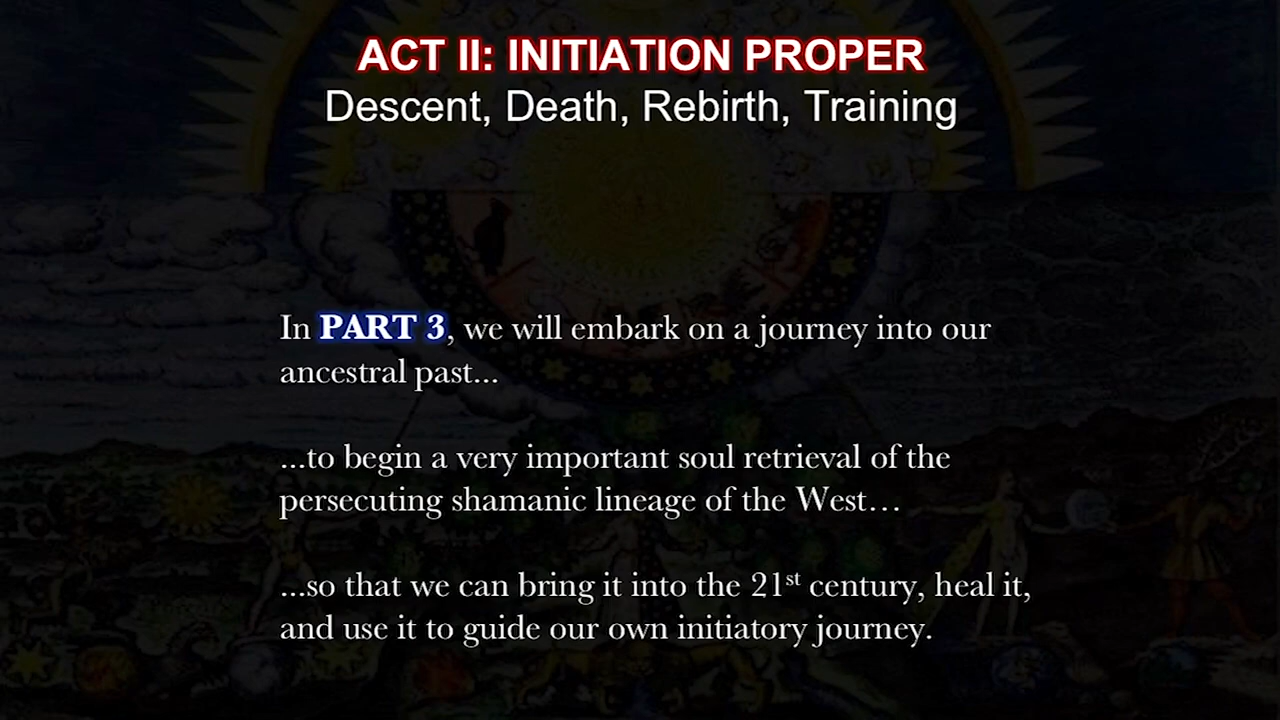 ACT II: INITIATION PROPER
Descent, Death, Rebirth, Training
In PART 3, we will embark on a journey into our
ancestral past...
...to begin a very important soul retrieval of the
persecuting shamanic lineage of the West…
...so that we can bring it into the 21st century, heal it,
and use it to guide our own initiatory journey.